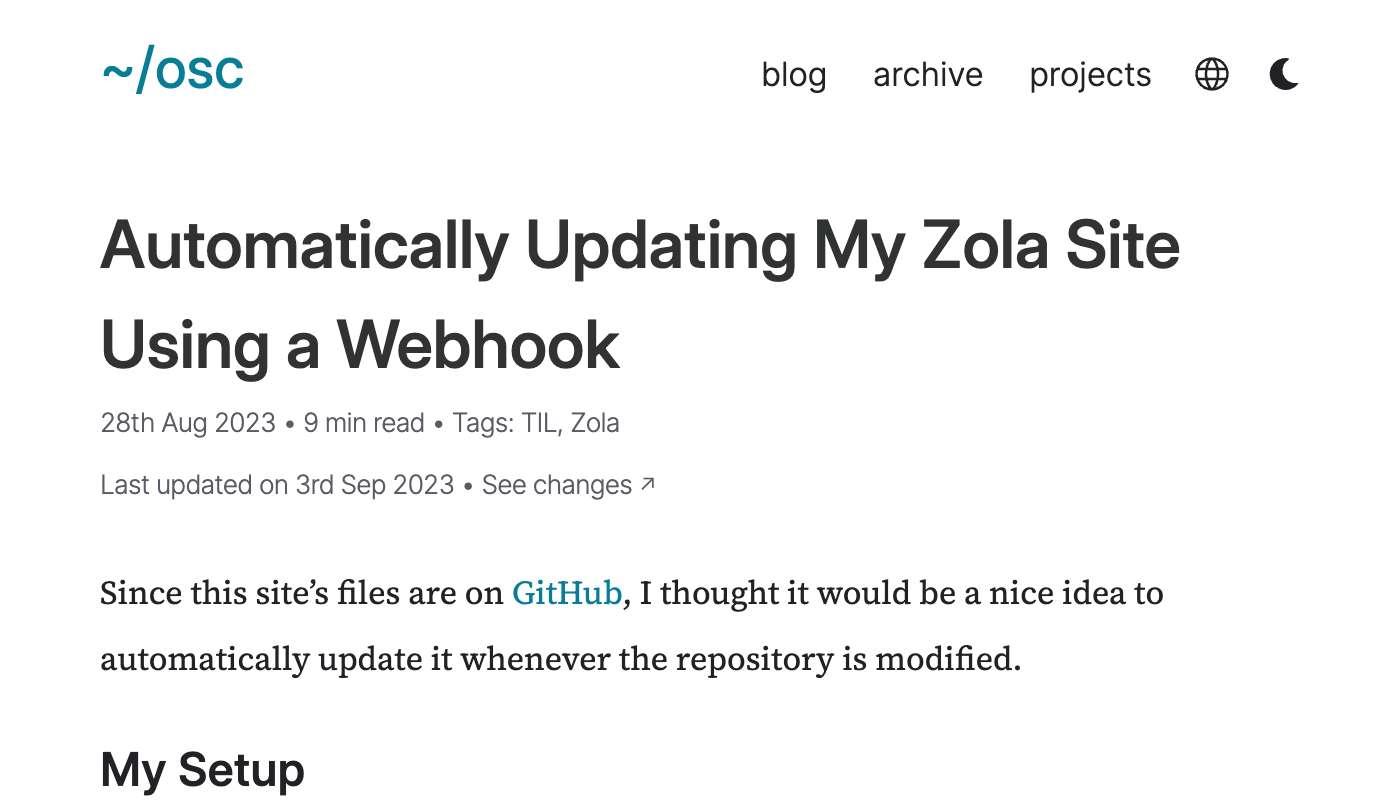 ~/osc
blog archive projects
Automatically Updating My Zola Site
Using a Webhook
28th Aug 2023 • 9 min read • Tags: TIL, Zola
Last updated on 3rd Sep 2023 • See changes ↗
Since this site’s files are on GitHub, I thought it would be a nice idea to
automatically update it whenever the repository is modified.
My Setup